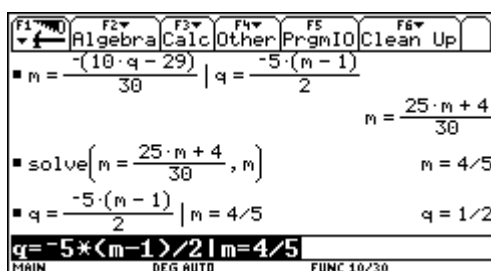 F1 F2 F3 F4 F5 F6
Algebra Calc Other PrgmIO Clean Up
▪ m = -(10·q - 29)/30 | q = -5·(m - 1)/2
m = (25·m + 4)/30
▪ solve(m = (25·m + 4)/30, m) m = 4/5
▪ q = -5·(m - 1)/2 | m = 4/5 q = 1/2
q=-5*(m-1)/2|m=4/5
MAIN DEG AUTO FUNC 10/30